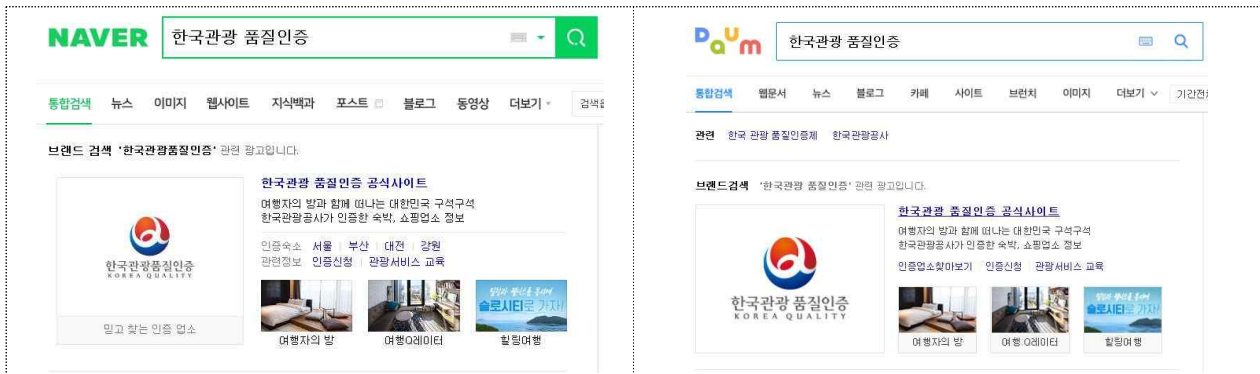 NAVER 한국관광 품질인증
통합검색 뉴스 이미지 웹사이트 지식백과 포스트 블로그 동영상 더보기
브랜드 검색 '한국관광품질인증' 관련 광고입니다.
한국관광 품질인증 공식사이트
여행자의 방과 함께 떠나는 대한민국 구석구석
한국관광공사가 인증한 숙박, 쇼핑업소 정보
인증숙소 서울 부산 대전 강원
관련정보 인증신청 관광서비스 교육
한국관광품질인증
KOREA QUALITY
믿고 찾는 인증 업소
슬로시티로 가자!
여행자의 방 여행Q레이터 힐링여행
Daum 한국관광 품질인증
통합검색 웹문서 뉴스 블로그 카페 사이트 브런치 이미지 더보기
관련 한국 관광 품질인증제 한국관광공사
브랜드검색 '한국관광 품질인증' 관련 광고입니다.
한국관광 품질인증 공식사이트
여행자의 방과 함께 떠나는 대한민국 구석구석
한국관광공사가 인증한 숙박, 쇼핑업소 정보
인증업소찾아보기 인증신청 관광서비스 교육
한국관광 품질인증
KOREA QUALITY
슬로시티로 가자!
여행자의 방 여행 Q레이터 힐링여행